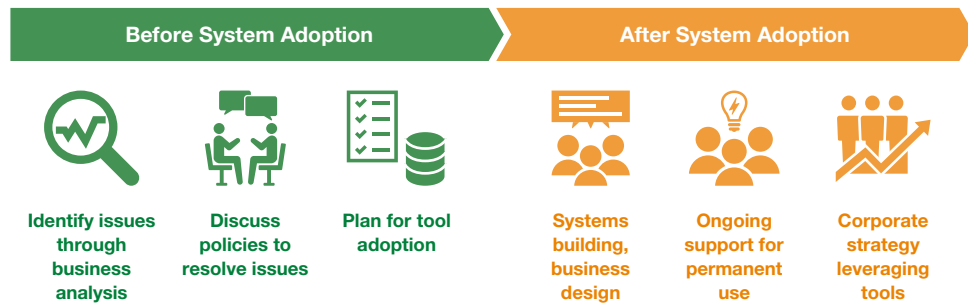 Before System Adoption
After System Adoption
Identify issues
through
business
analysis
Discuss
policies to
resolve issues
Plan for tool
adoption
Systems
building,
business
design
Ongoing
support for
permanent
use
Corporate
strategy
leveraging
tools